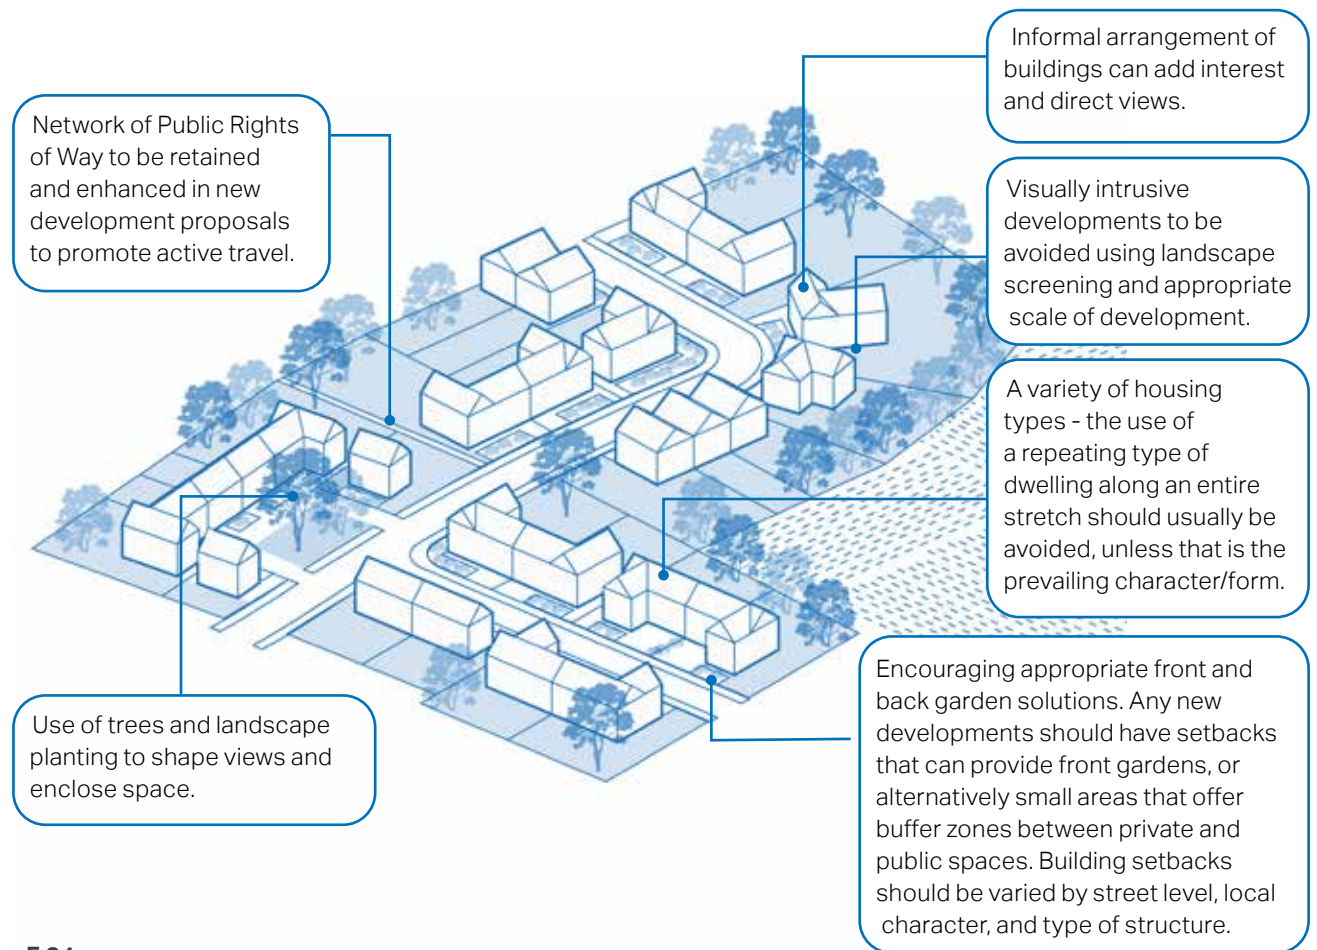 Informal arrangement of
buildings can add interest
and direct views.
Network of Public Rights
of Way to be retained
and enhanced in new
development proposals
to promote active travel.
Visually intrusive
developments to be
avoided using landscape
screening and appropriate
scale of development.
A variety of housing
types - the use of
a repeating type of
dwelling along an entire
stretch should usually be
avoided, unless that is the
prevailing character/form.
Use of trees and landscape
planting to shape views and
enclose space.
Encouraging appropriate front and
back garden solutions. Any new
developments should have setbacks
that can provide front gardens, or
alternatively small areas that offer
buffer zones between private and
public spaces. Building setbacks
should be varied by street level, local
character, and type of structure.